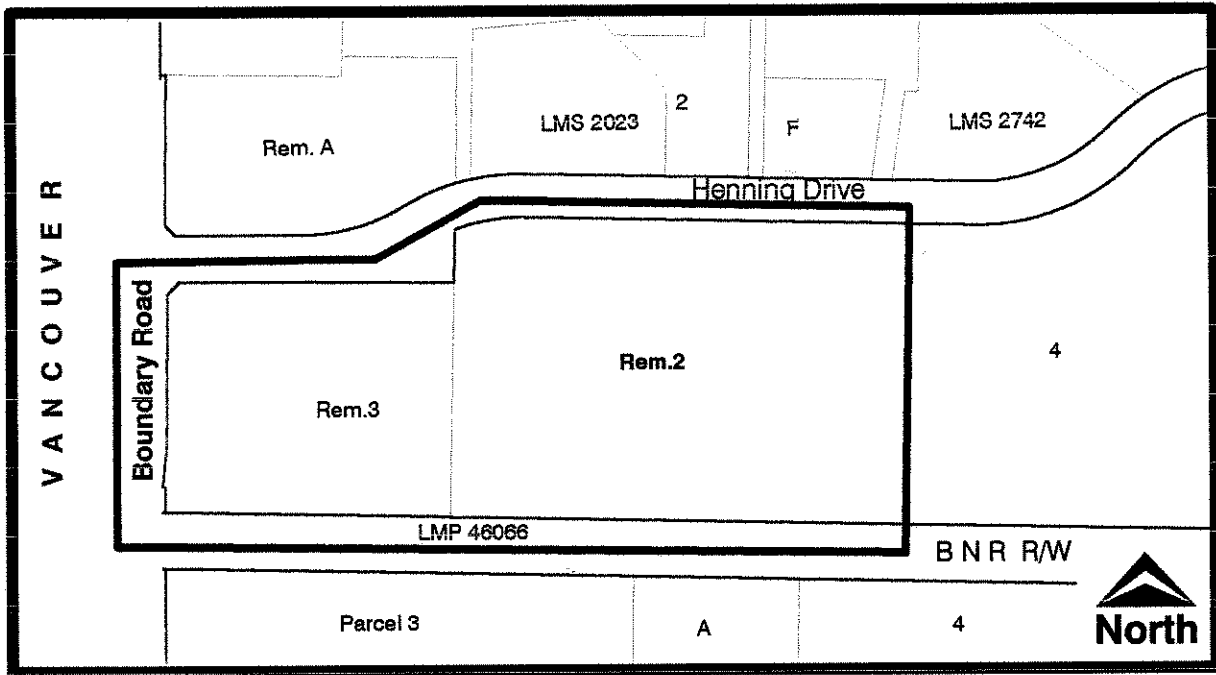 2
LMS 2023
F
LMS 2742
Rem. A
Henning Drive
VANCOUVER
Boundary Road
Rem.2
4
Rem.3
LMP 46066
BNR R/W
Parcel 3
A
4
North